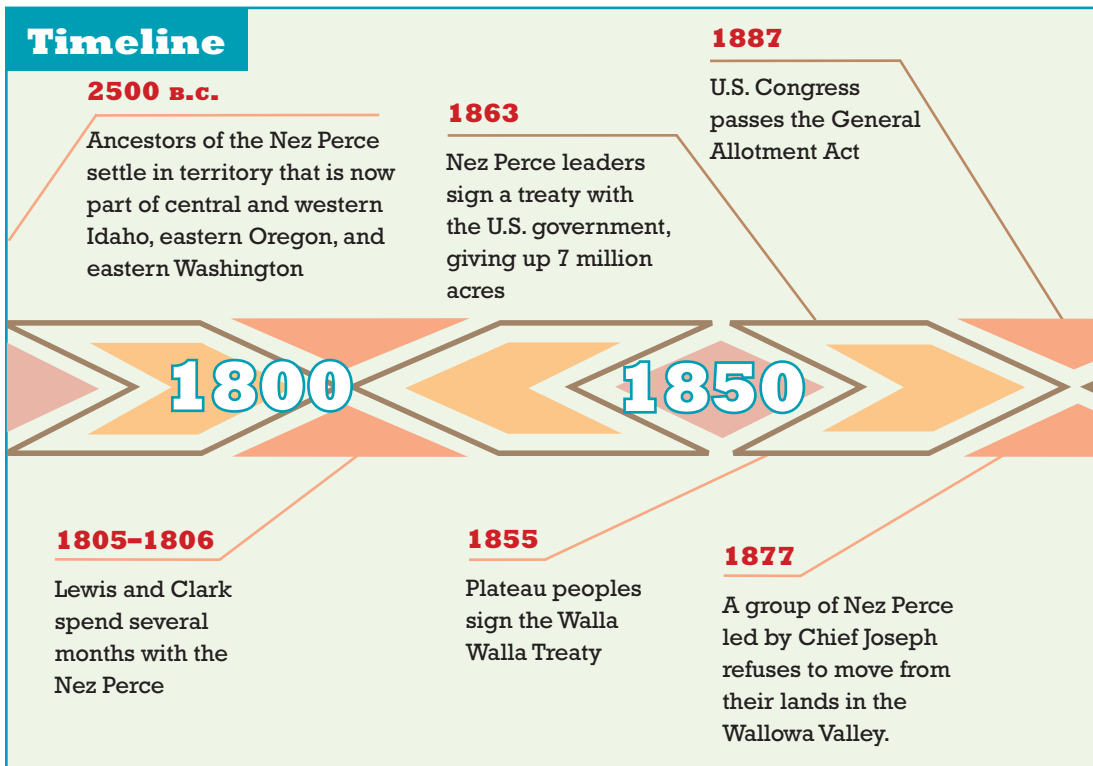 Timeline
2500 B.C.
Ancestors of the Nez Perce
settle in territory that is now
part of central and western
Idaho, eastern Oregon, and
eastern Washington
1863
Nez Perce leaders
sign a treaty with
the U.S. government,
giving up 7 million
acres
1887
U.S. Congress
passes the General
Allotment Act
1800
1850
1805–1806
Lewis and Clark
spend several
months with the
Nez Perce
1855
Plateau peoples
sign the Walla
Walla Treaty
1877
A group of Nez Perce
led by Chief Joseph
refuses to move from
their lands in the
Wallowa Valley.